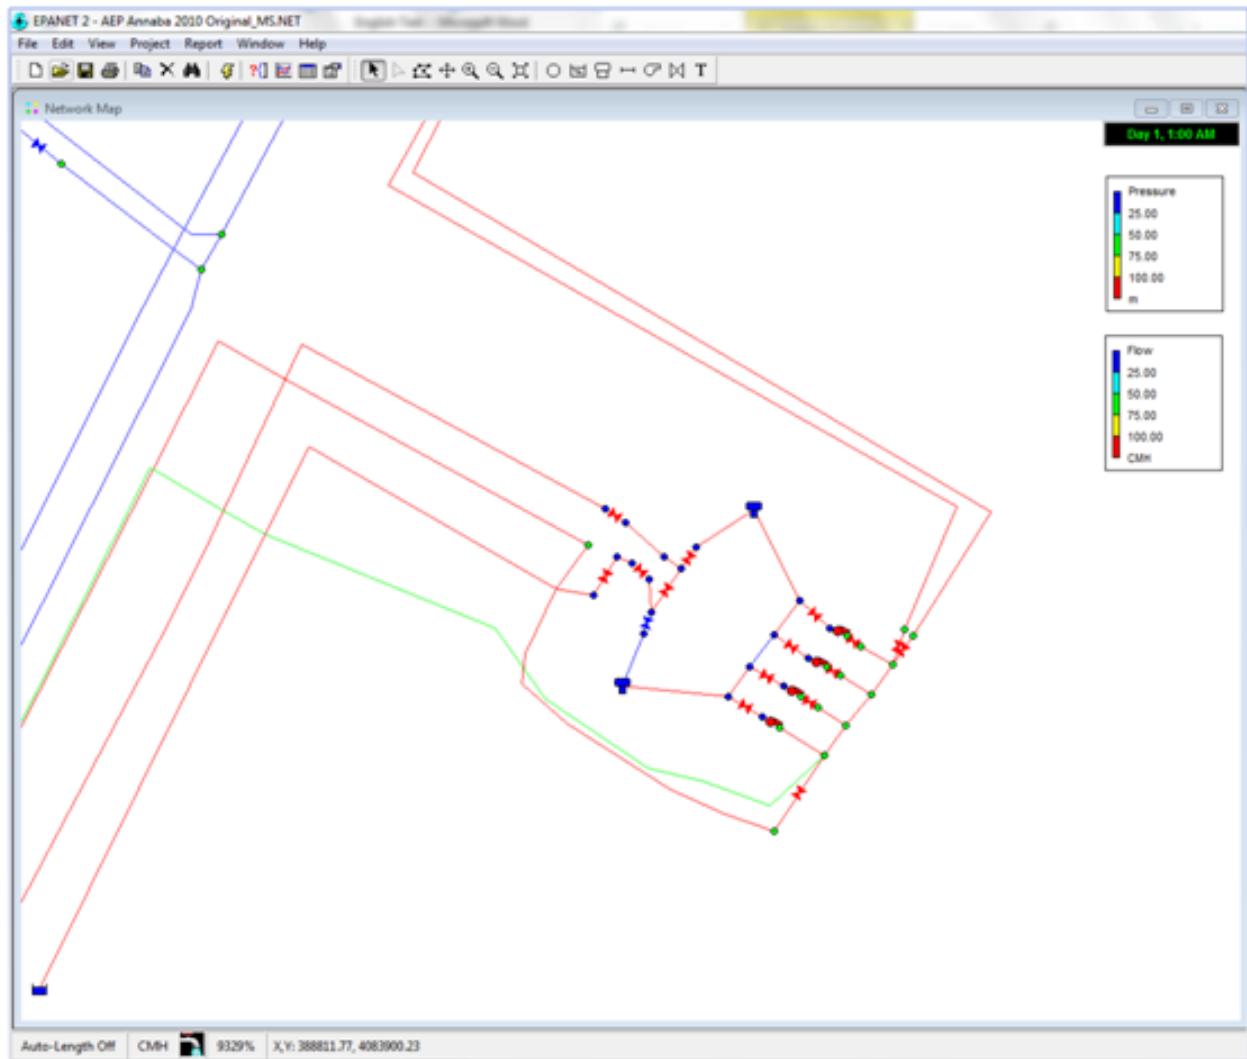 EPANET 2 - AEP Annaba 2010 Original_MS.NET
File Edit View Project Report Window Help
T
Network Map
Day 1, 1:00 AM
Pressure
25.00
50.00
75.00
100.00
m
Flow
25.00
50.00
75.00
100.00
CMH
Auto-Length Off CMH 9329% X,Y: 388811.77, 4083900.23